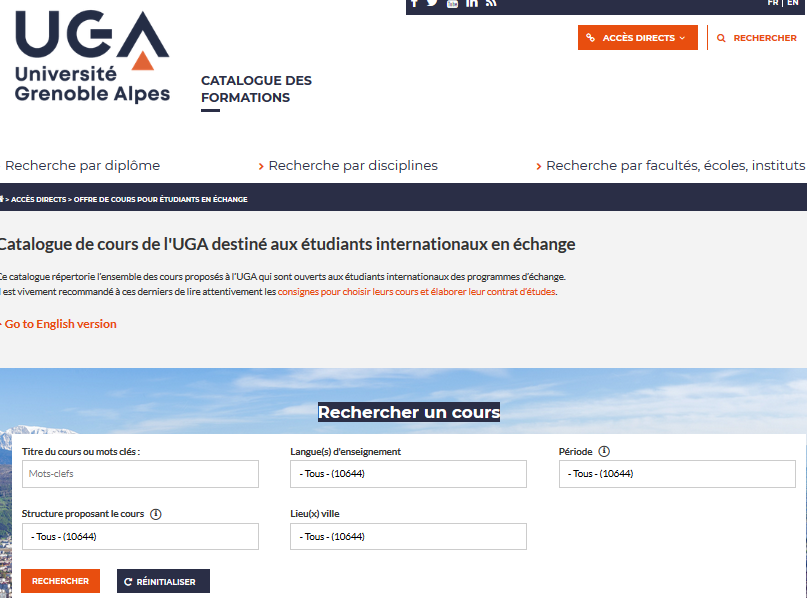 FR | EN
UGA
Université
Grenoble Alpes
CATALOGUE DES
FORMATIONS
ACCÈS DIRECTS
RECHERCHER
Recherche par diplôme
> Recherche par disciplines
> Recherche par facultés, écoles, instituts
> ACCÈS DIRECTS > OFFRE DE COURS POUR ÉTUDIANTS EN ÉCHANGE
Catalogue de cours de l'UGA destiné aux étudiants internationaux en échange
Ce catalogue répertorie l'ensemble des cours proposés à l'UGA qui sont ouverts aux étudiants internationaux des programmes d'échange.
Il est vivement recommandé à ces derniers de lire attentivement les consignes pour choisir leurs cours et élaborer leur contrat d'études.
> Go to English version
Rechercher un cours
Titre du cours ou mots clés :
Langue(s) d'enseignement
Période
Mots-clefs
- Tous - (10644)
- Tous - (10644)
Structure proposant le cours
Lieu(x) ville
- Tous - (10644)
- Tous - (10644)
RECHERCHER
RÉINITIALISER